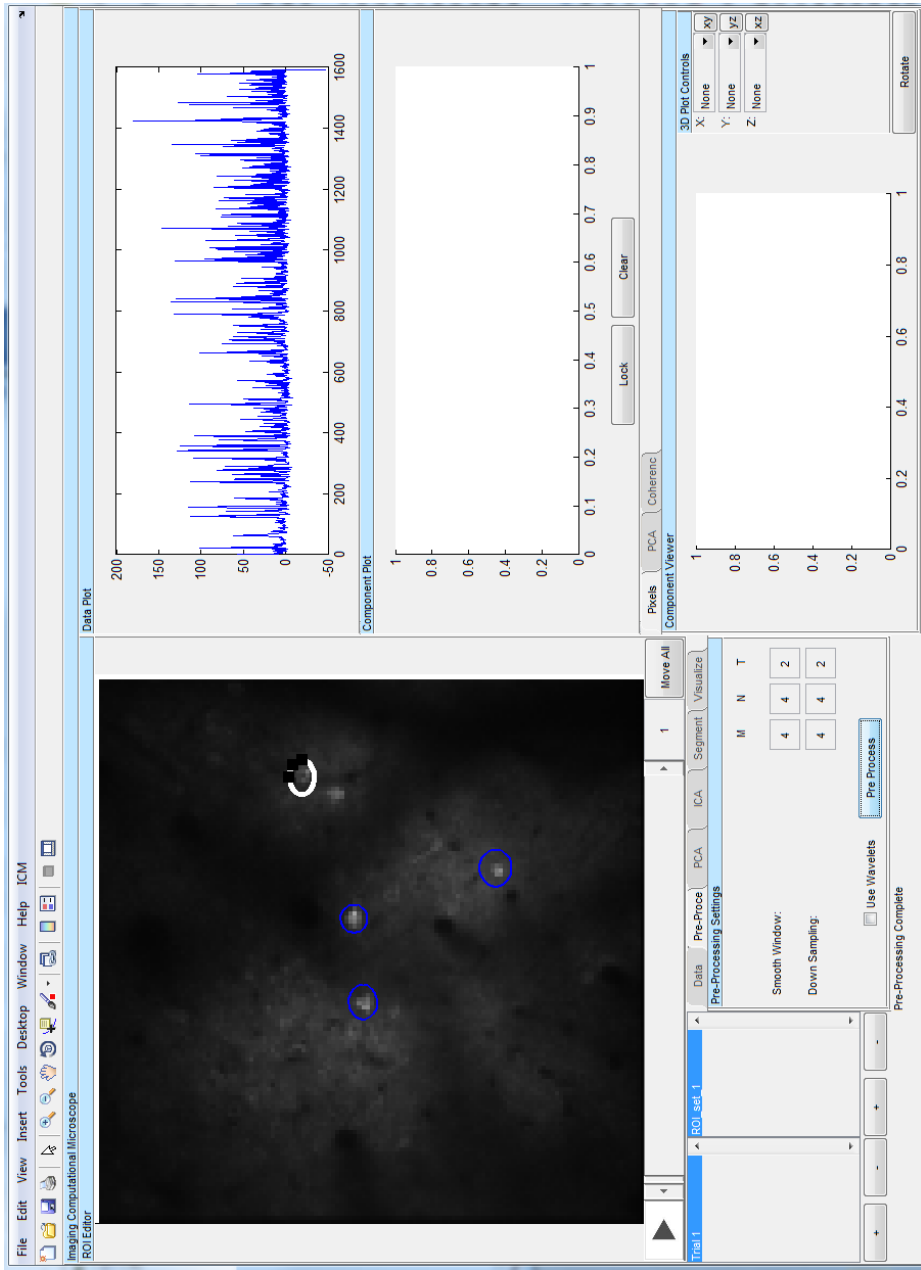 File Edit View Insert Tools Desktop Window Help ICM
Imaging Computational Microscope
ROI Editor
1
Move All
Trial 1
+
-
ROI_set_1
+
-
Data Pre-Proce PCA ICA Segment Visualize
Pre-Processing Settings
M N T
Smooth Window: 4 4 2
Down Sampling: 4 4 2
Use Wavelets
Pre Process
Pre-Processing Complete
Data Plot
200
150
100
50
0
-50
0 200 400 600 800 1000 1200 1400 1600
Component Plot
1
0.8
0.6
0.4
0.2
0
0 0.1 0.2 0.3 0.4 0.5 0.6 0.7 0.8 0.9 1
Lock Clear
Pixels PCA Coherenc
Component Viewer
1
0.8
0.6
0.4
0.2
0
0 0.2 0.4 0.6 0.8 1
3D Plot Controls
X: None xy
Y: None yz
Z: None xz
Rotate